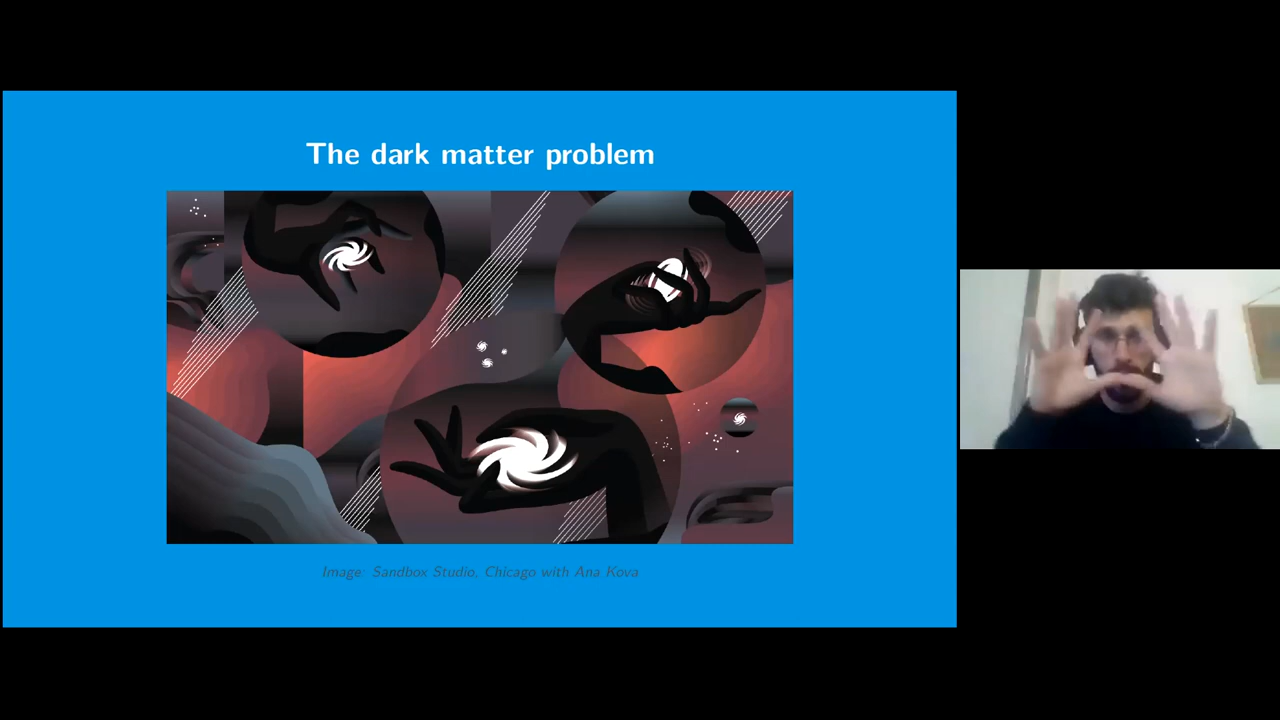 The dark matter problem
Image: Sandbox Studio, Chicago with Ana Kova